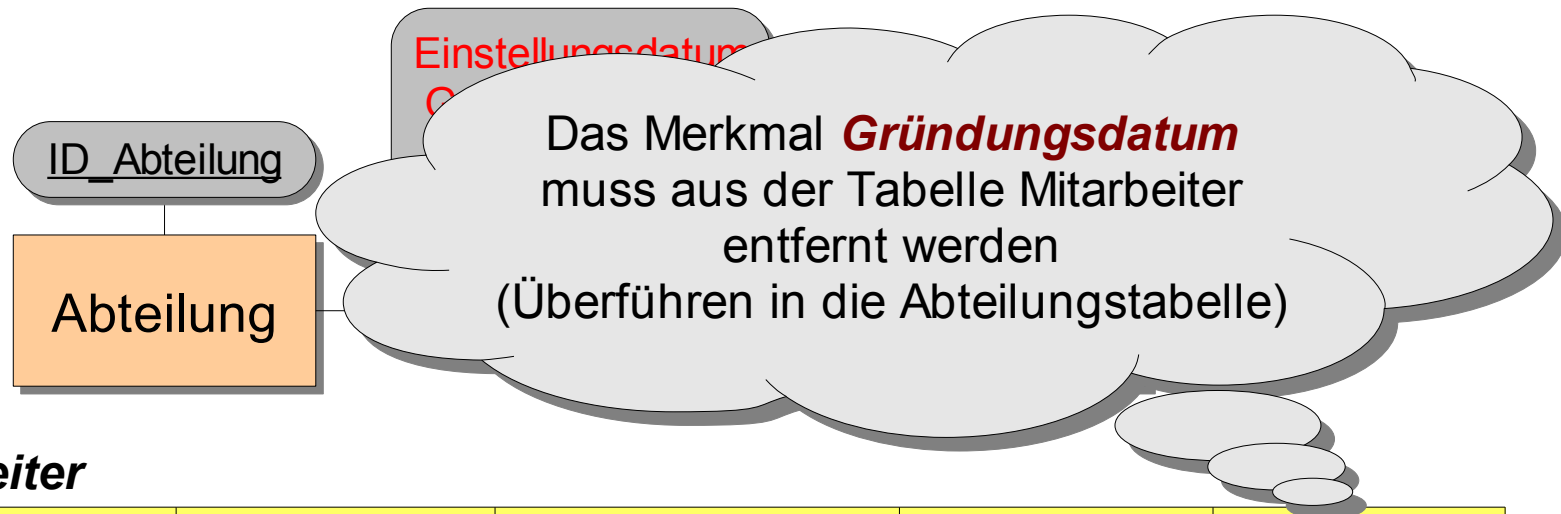 Einstellungsdatum
ID_Abteilung
Das Merkmal Gründungsdatum
muss aus der Tabelle Mitarbeiter
entfernt werden
(Überführen in die Abteilungstabelle)
Abteilung
eiter